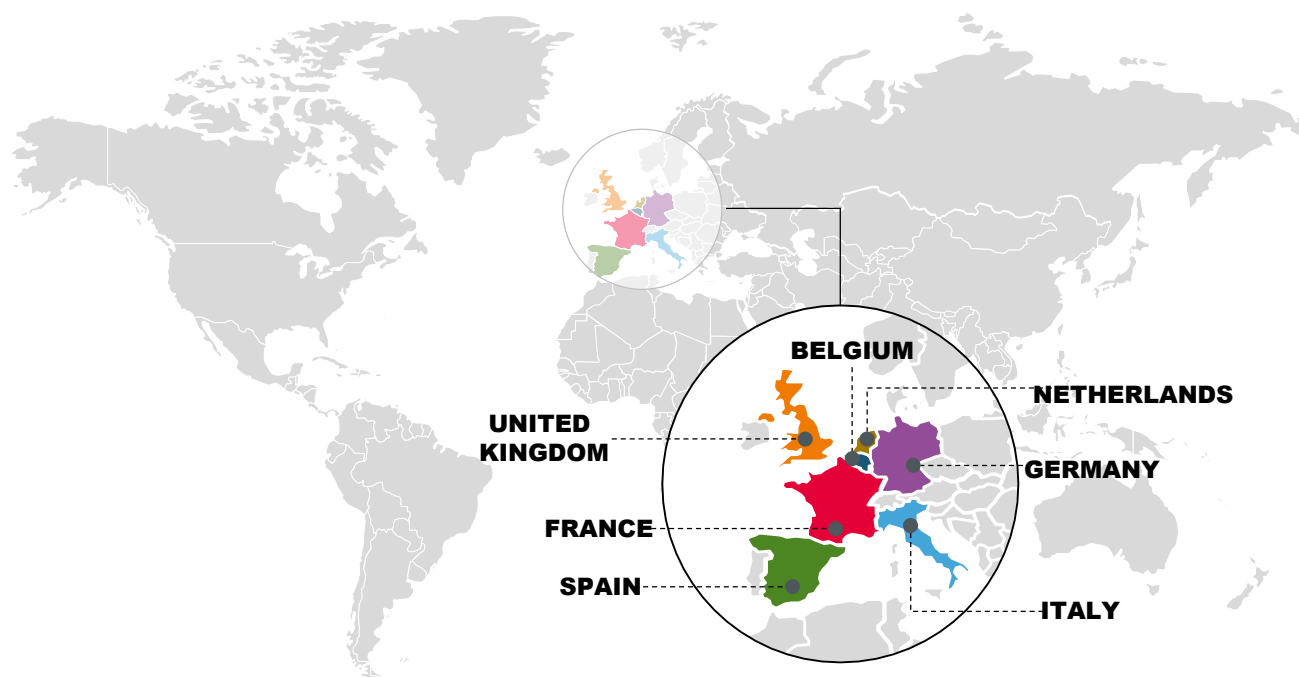 BELGIUM
NETHERLANDS
UNITED
KINGDOM
GERMANY
FRANCE
SPAIN
ITALY